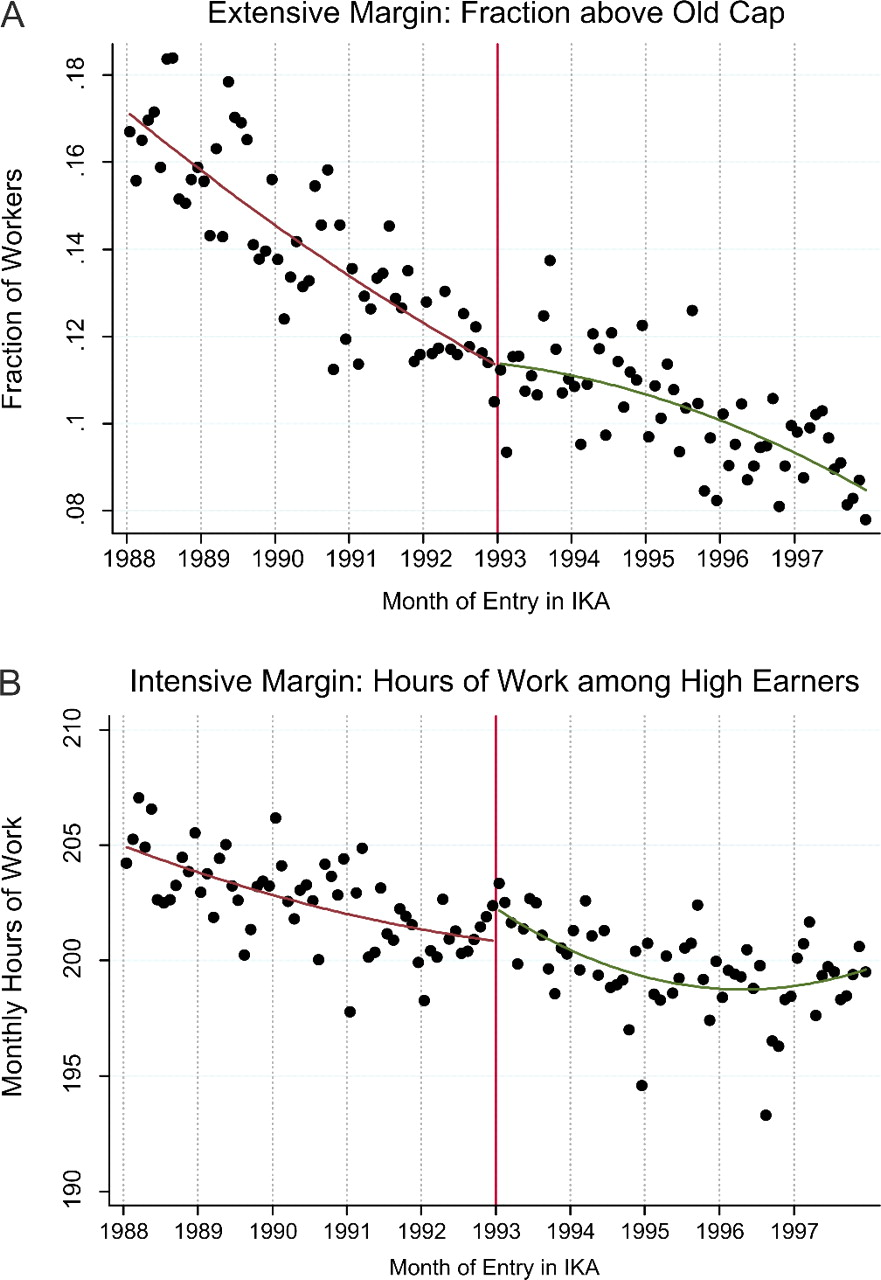 A
Extensive Margin: Fraction above Old Cap
Fraction of Workers
.18
.16
.14
.12
.1
.08
1988 1989 1990 1991 1992 1993 1994 1995 1996 1997
Month of Entry in IKA
B
Intensive Margin: Hours of Work among High Earners
Monthly Hours of Work
210
205
200
195
190
1988 1989 1990 1991 1992 1993 1994 1995 1996 1997
Month of Entry in IKA